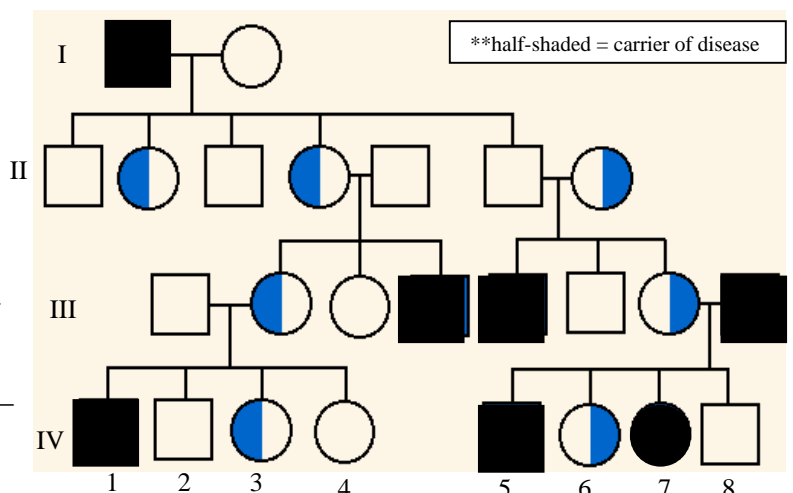 I
**half-shaded = carrier of disease
II
III
IV
1 2 3 4 5 6 7 8